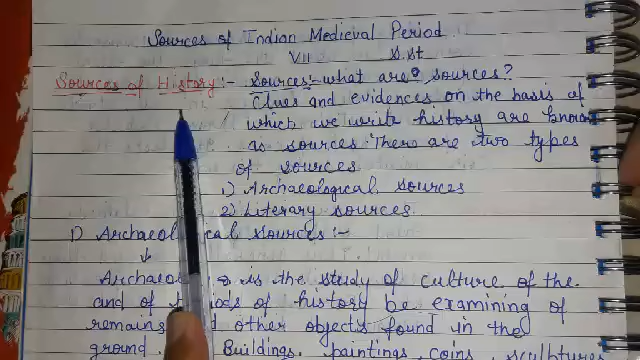 Sources of Indian Medieval Period
VII S.St
Sources of History:- Sources:- what are sources?
Clues and evidences on the basis of
which we write history are known
as sources. There are two types
of sources
1) Archaeological sources
2) Literary sources.
1) Archaeological sources:-
Archaeolo is the study of culture of the
and of iods of history be examining of
remains other objects found in the
ground. Buildings, paintings, coins, sculptures